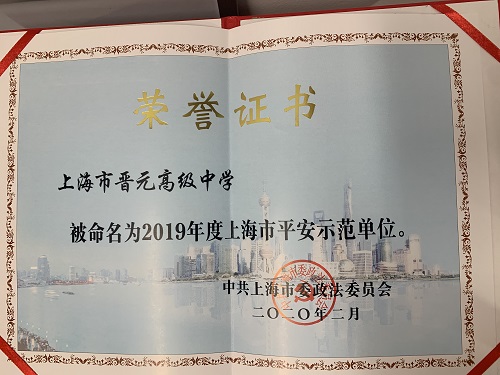 荣誉证书
上海市晋元高级中学
被命名为2019年度上海市平安示范单位。
中共上海市委政法委员会
二〇二〇年二月